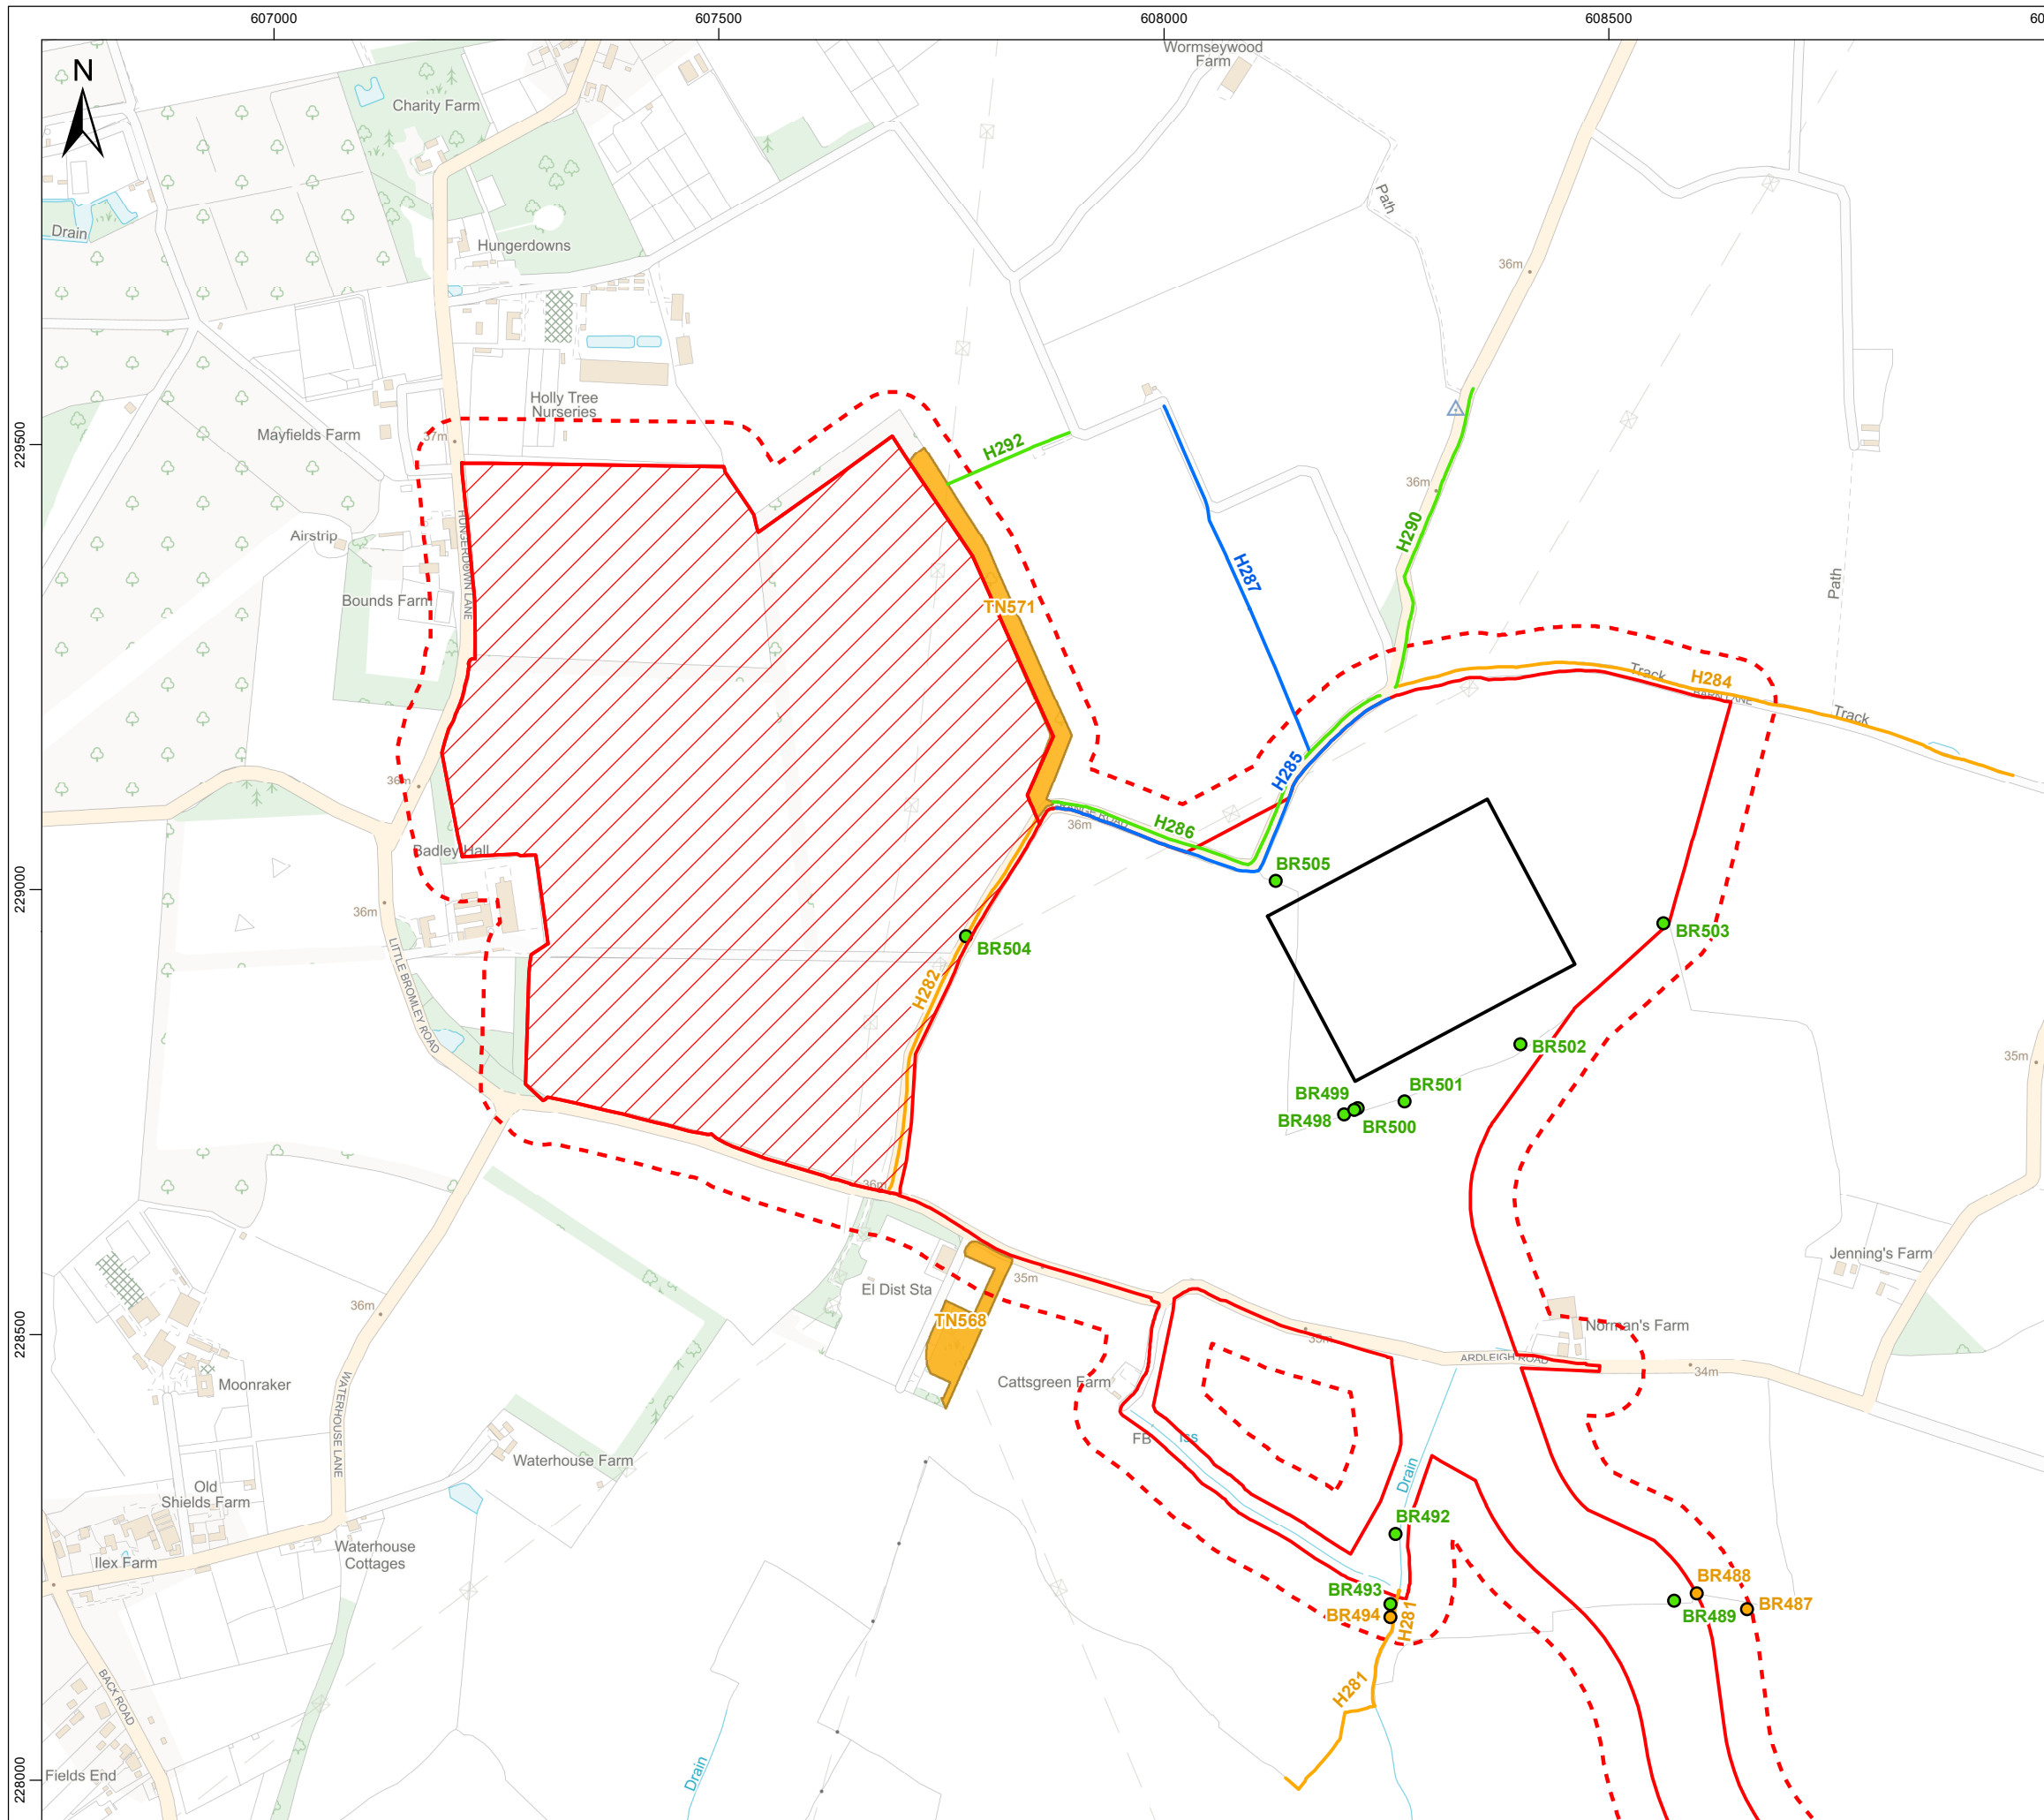 607000
607500
608000
608500
229500
229000
228500
228000
N
Wormseywood
Farm
Charity Farm
Path
Drain
Hungerdowns
36m
Holly Tree
Nurseries
Mayfields Farm
37m
H292
36m
HUNGERDOWN LANE
Airstrip
H290
H287
Bounds Farm
TN571
Path
Track
H284
BARN LANE
Track
36m
H285
36m
H286
Badley Hall
BR505
36m
BR504
BR503
H282
LITTLE BROMLEY ROAD
BR502
35m
BR499
BR501
BR498
BR500
36m
El Dist Sta
35m
Jenning's Farm
36m
TN568
35m
Norman's Farm
ARDLEIGH ROAD
34m
Moonraker
Cattsgreen Farm
WATERHOUSE LANE
FB
Iss
Waterhouse Farm
Drain
Old
Shields Farm
BR492
Waterhouse
Cottages
Ilex Farm
BR493
BR494
H281
BR488
BR487
BR489
H281
BACK ROAD
Drain
Fields End